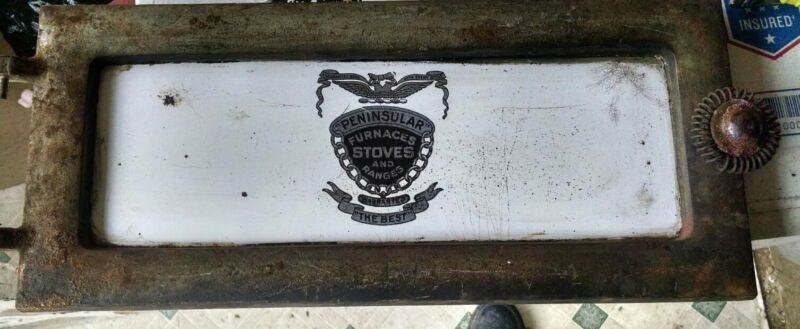 PENINSULAR
FURNACES
STOVES
AND
RANGES
"THE BEST"
INSURED